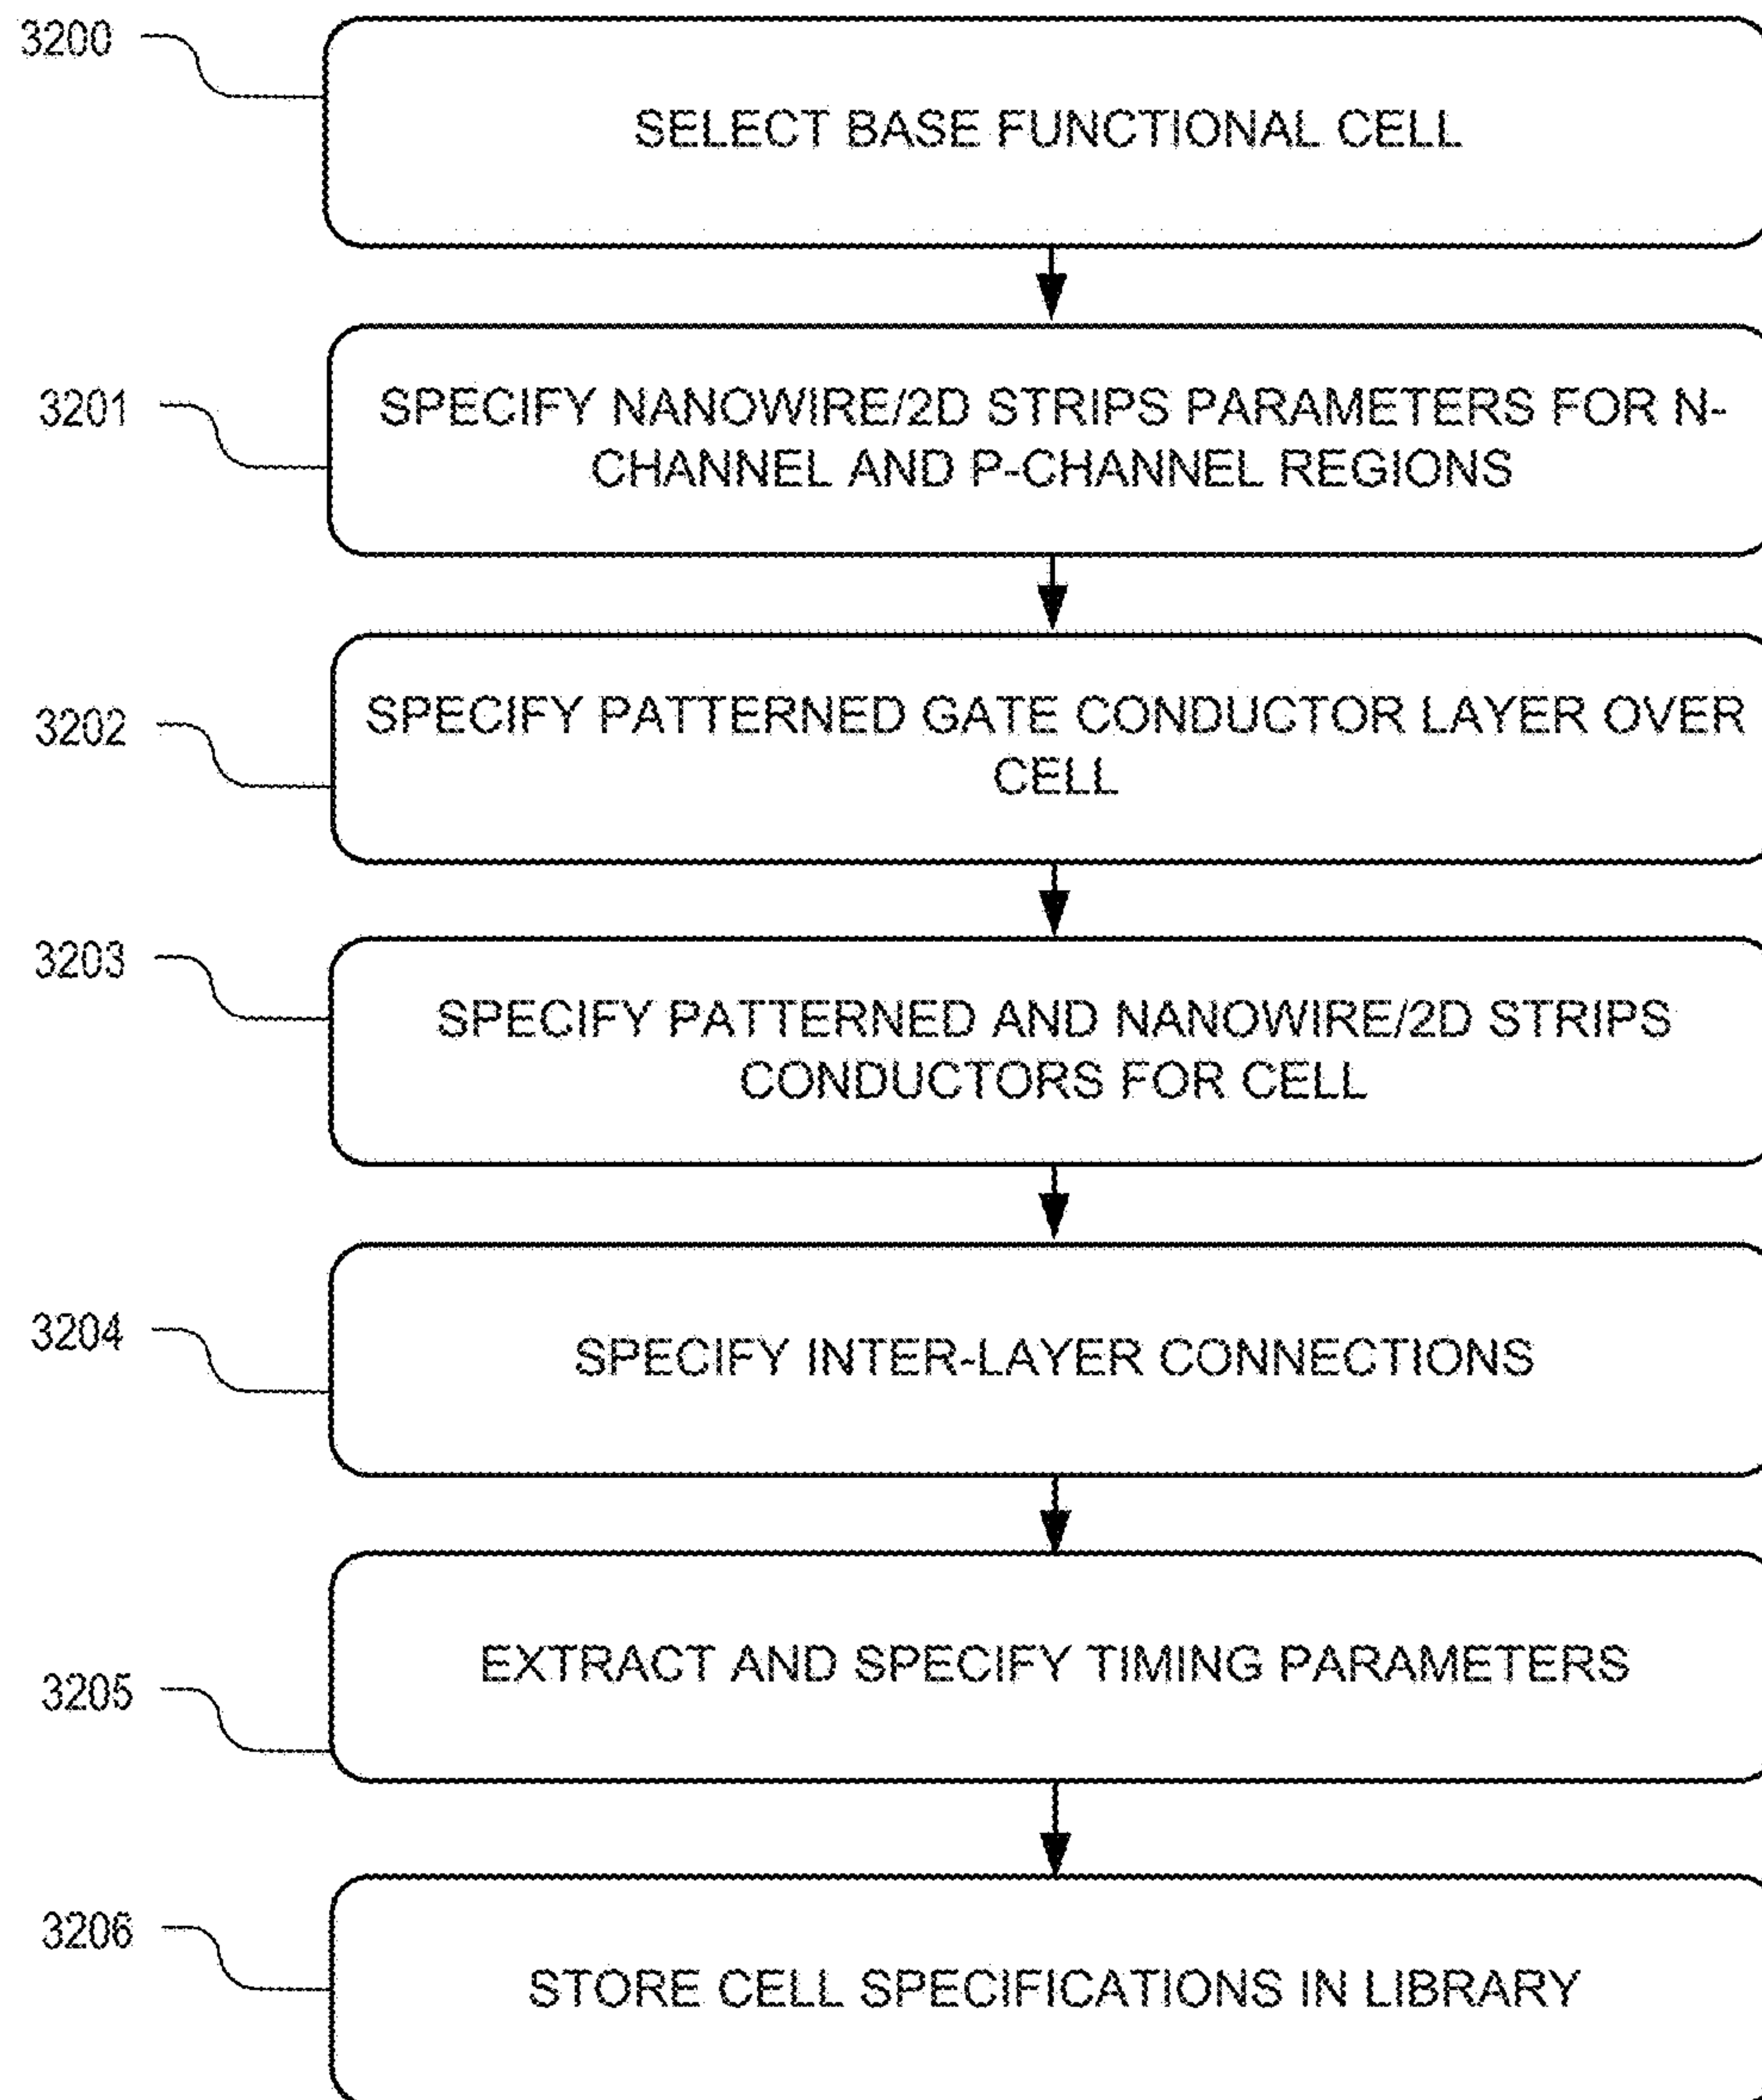 3200
SELECT BASE FUNCTIONAL CELL
3201
SPECIFY NANOWIRE/2D STRIPS PARAMETERS FOR N-
CHANNEL AND P-CHANNEL REGIONS
3202
SPECIFY PATTERNED GATE CONDUCTOR LAYER OVER
CELL
3203
SPECIFY PATTERNED AND NANOWIRE/2D STRIPS
CONDUCTORS FOR CELL
3204
SPECIFY INTER-LAYER CONNECTIONS
3205
EXTRACT AND SPECIFY TIMING PARAMETERS
3206
STORE CELL SPECIFICATIONS IN LIBRARY